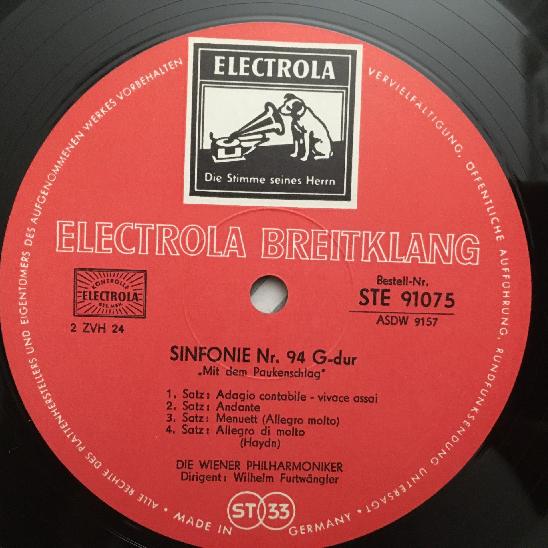 ELECTROLA
Die Stimme seines Herrn
ELECTROLA BREITKLANG
KONTROLLE
ELECTROLA
GES. MBH.
2 ZVH 24
Bestell-Nr.
STE 91075
ASDW 9157
SINFONIE Nr. 94 G-dur
„Mit dem Paukenschlag"
1. Satz: Adagio contabile - vivace assai
2. Satz: Andante
3. Satz: Menuett (Allegro molto)
4. Satz: Allegro di molto
(Haydn)
DIE WIENER PHILHARMONIKER
Dirigent: Wilhelm Furtwängler
ST 33
MADE IN GERMANY • ALLE RECHTE DES PLATTENHERSTELLERS UND EIGENTÜMERS DES AUFGENOMMENEN WERKES VORBEHALTEN
VERVIELFÄLTIGUNG, ÖFFENTLICHE AUFFÜHRUNG, RUNDFUNKSENDUNG UNTERSAGT •